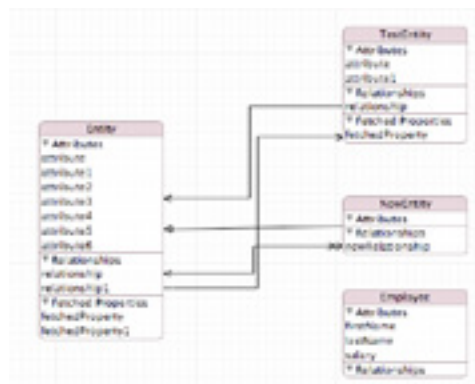 Entity
Attributes
attribute
attribute1
attribute2
attribute3
attribute4
attribute5
attribute6
Relationships
relationship
relationship1
Fetched Properties
fetchedProperty
fetchedProperty1
TestEntity
Attributes
attribute
attribute1
Relationships
relationship
Fetched Properties
fetchedProperty
NewEntity
Attributes
Relationships
newRelationship
Employee
Attributes
firstName
lastName
salary
Relationships